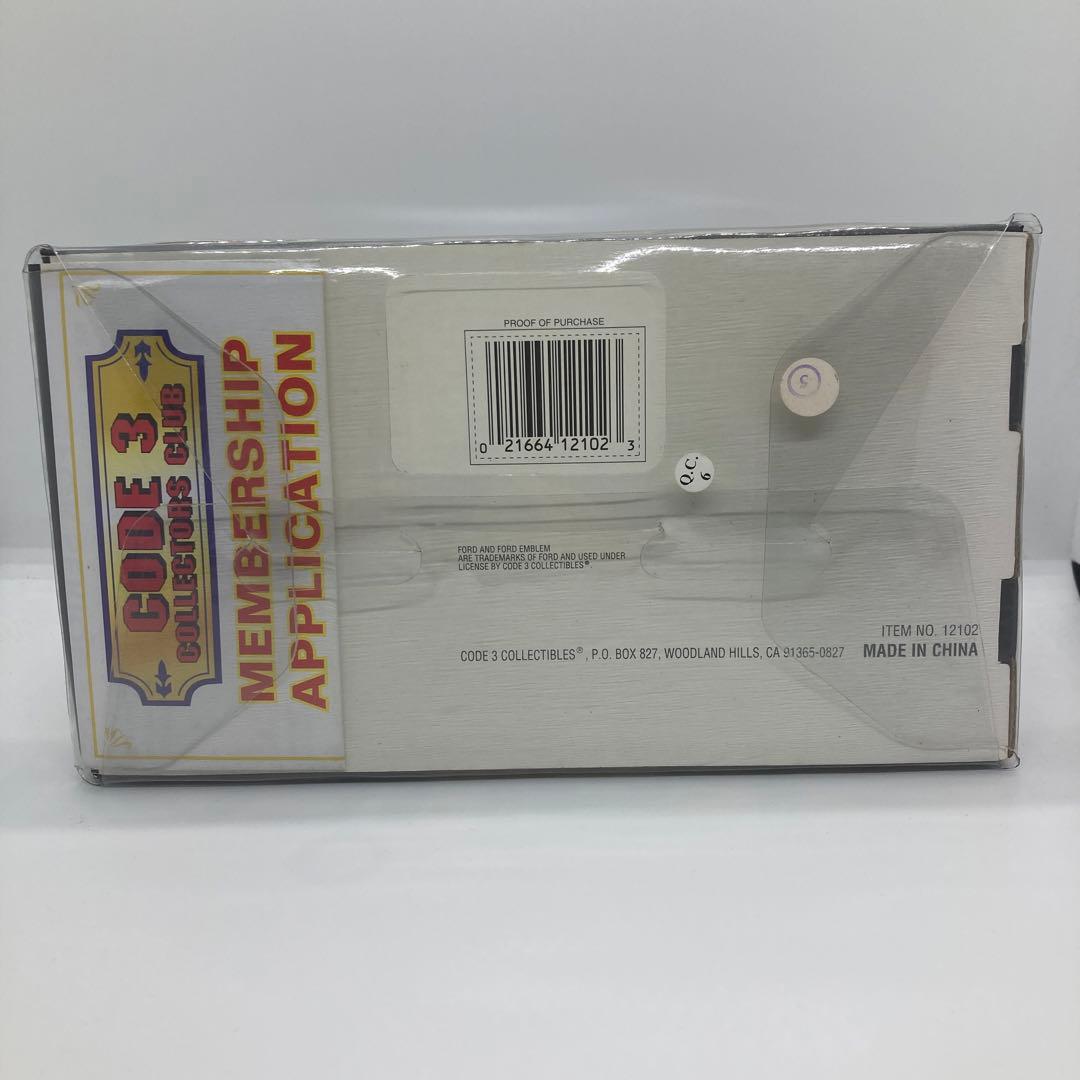 CODE 3
COLLECTORS CLUB
MEMBERSHIP
APPLICATION
PROOF OF PURCHASE
0 21664 12102 3
5
Q.C.
6
FORD AND FORD EMBLEM
ARE TRADEMARKS OF FORD AND USED UNDER
LICENSE BY CODE 3 COLLECTIBLES®.
ITEM NO. 12102
CODE 3 COLLECTIBLES®, P.O. BOX 827, WOODLAND HILLS, CA 91365-0827 MADE IN CHINA